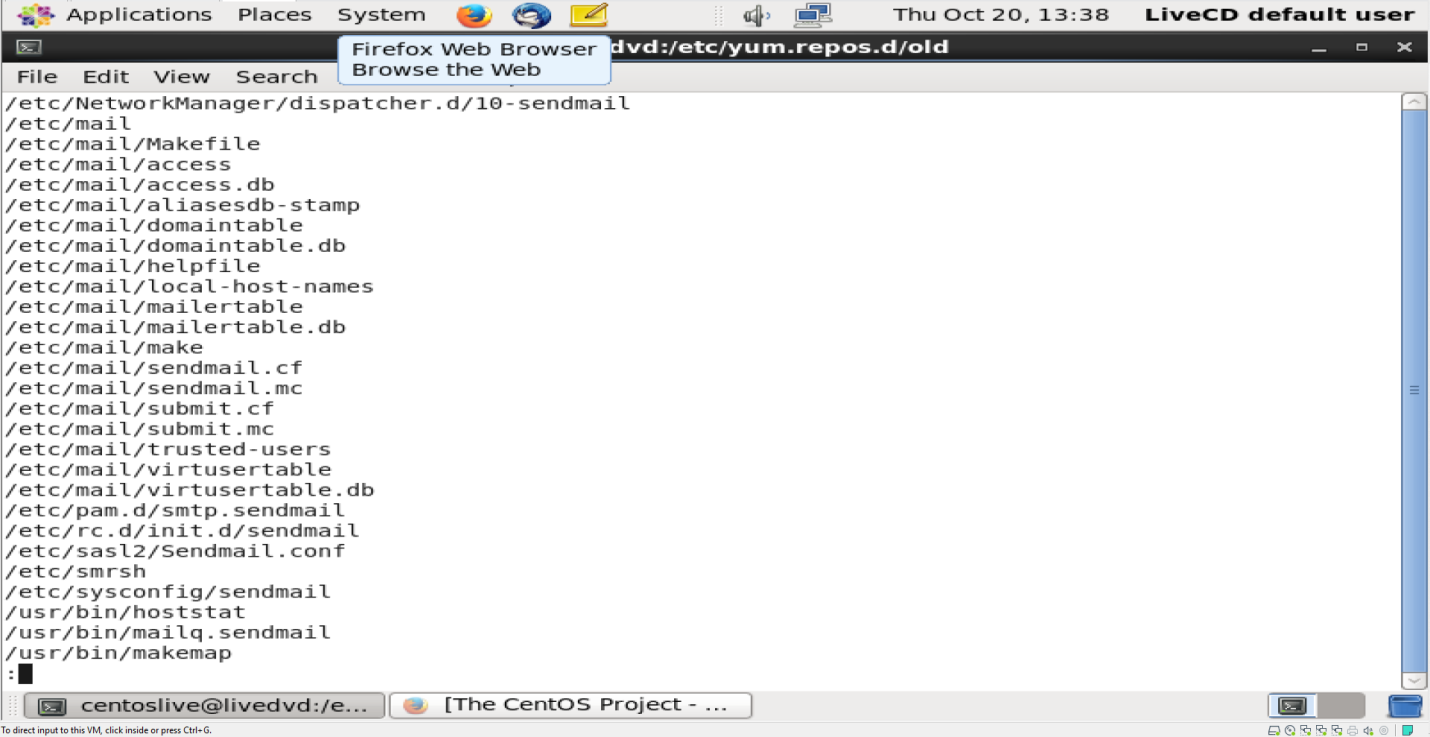 Applications Places System Thu Oct 20, 13:38 LiveCD default user
dvd:/etc/yum.repos.d/old
Firefox Web Browser
Browse the Web
File Edit View Search
/etc/NetworkManager/dispatcher.d/10-sendmail
/etc/mail
/etc/mail/Makefile
/etc/mail/access
/etc/mail/access.db
/etc/mail/aliasesdb-stamp
/etc/mail/domaintable
/etc/mail/domaintable.db
/etc/mail/helpfile
/etc/mail/local-host-names
/etc/mail/mailertable
/etc/mail/mailertable.db
/etc/mail/make
/etc/mail/sendmail.cf
/etc/mail/sendmail.mc
/etc/mail/submit.cf
/etc/mail/submit.mc
/etc/mail/trusted-users
/etc/mail/virtusertable
/etc/mail/virtusertable.db
/etc/pam.d/smtp.sendmail
/etc/rc.d/init.d/sendmail
/etc/sasl2/Sendmail.conf
/etc/smrsh
/etc/sysconfig/sendmail
/usr/bin/hoststat
/usr/bin/mailq.sendmail
/usr/bin/makemap
:
centoslive@livedvd:/e... [The CentOS Project - ...
To direct input to this VM, click inside or press Ctrl+G.